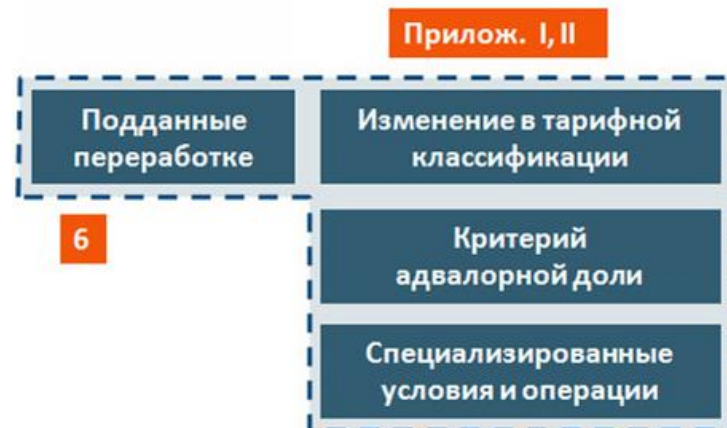 Прилож. I, II
Подданные
переработке
Изменение в тарифной
классификации
6
Критерий
адвалорной доли
Специализированные
условия и операции